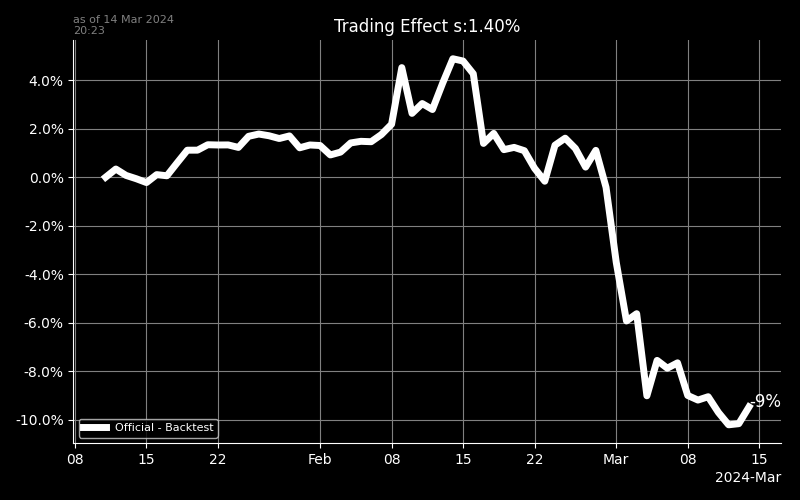 as of 14 Mar 2024
20:23
Trading Effect s:1.40%
4.0%
2.0%
0.0%
-2.0%
-4.0%
-6.0%
-8.0%
-10.0%
-9%
Official - Backtest
08 15 22 Feb 08 15 22 Mar 08 15
2024-Mar